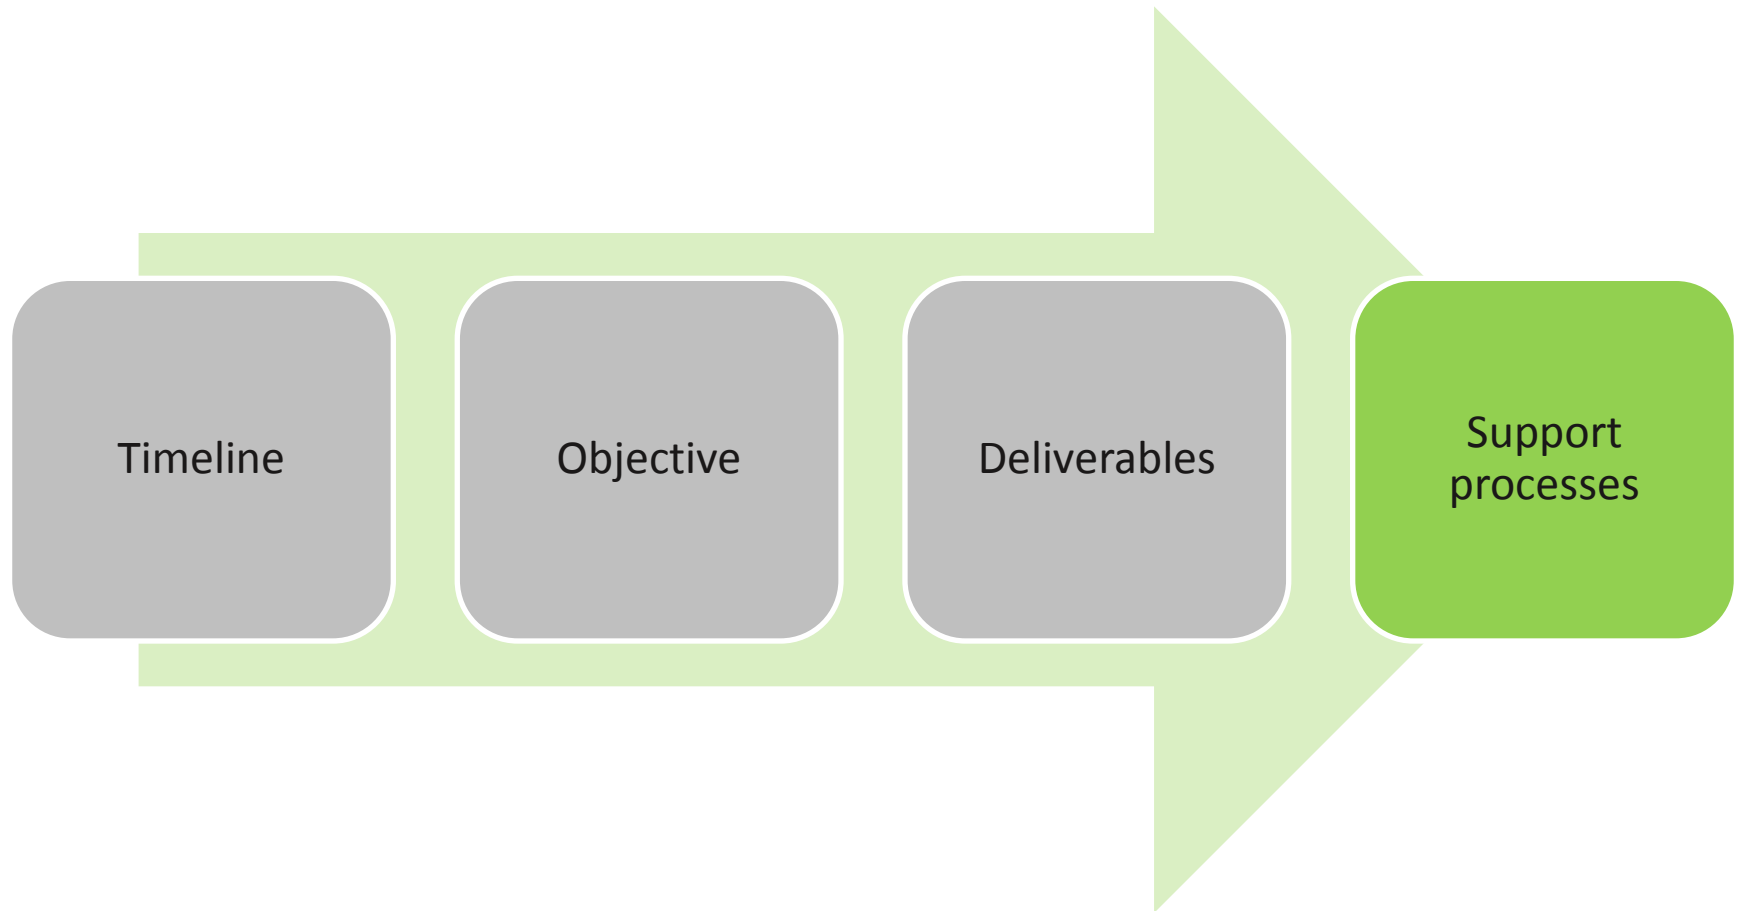 Timeline
Objective
Deliverables
Support
processes